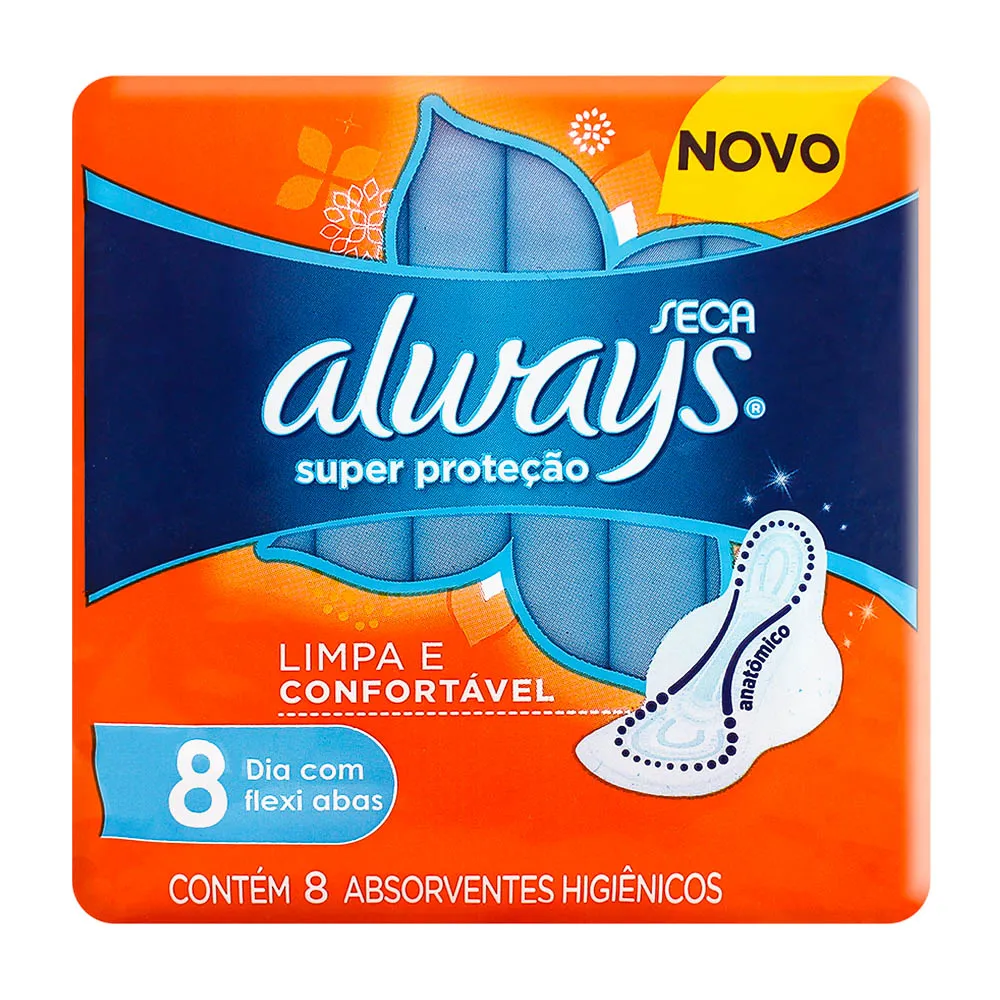 NOVO
SECA
always®
super proteção
anatômico
LIMPA E
CONFORTÁVEL
8 Dia com
flexi abas
CONTÉM 8 ABSORVENTES HIGIÊNICOS